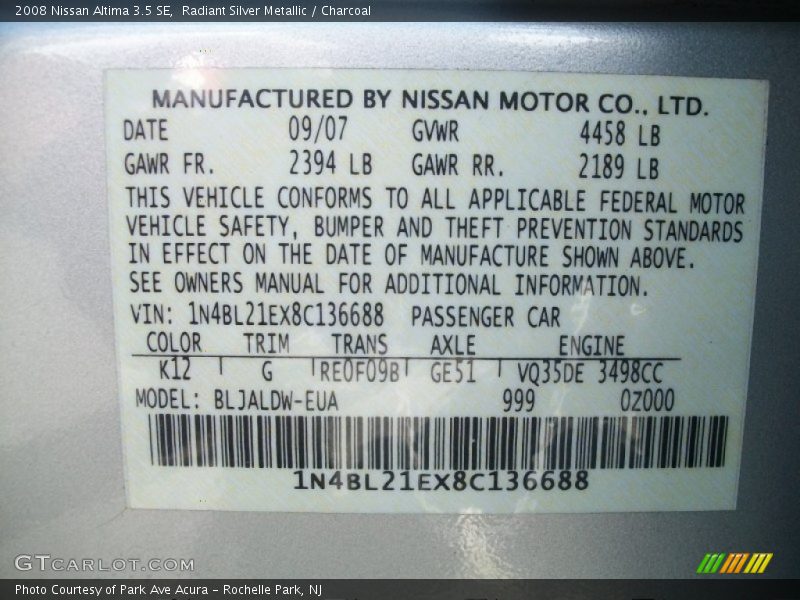 2008 Nissan Altima 3.5 SE, Radiant Silver Metallic / Charcoal
MANUFACTURED BY NISSAN MOTOR CO., LTD.
DATE 09/07 GVWR 4458 LB
GAWR FR. 2394 LB GAWR RR. 2189 LB
THIS VEHICLE CONFORMS TO ALL APPLICABLE FEDERAL MOTOR
VEHICLE SAFETY, BUMPER AND THEFT PREVENTION STANDARDS
IN EFFECT ON THE DATE OF MANUFACTURE SHOWN ABOVE.
SEE OWNERS MANUAL FOR ADDITIONAL INFORMATION.
VIN: 1N4BL21EX8C136688 PASSENGER CAR
COLOR TRIM TRANS AXLE ENGINE
K12 G RE0F09B GE51 VQ35DE 3498CC
MODEL: BLJALDW-EUA 999 0Z000
1N4BL21EX8C136688
GTCARLOT.COM
Photo Courtesy of Park Ave Acura – Rochelle Park, NJ